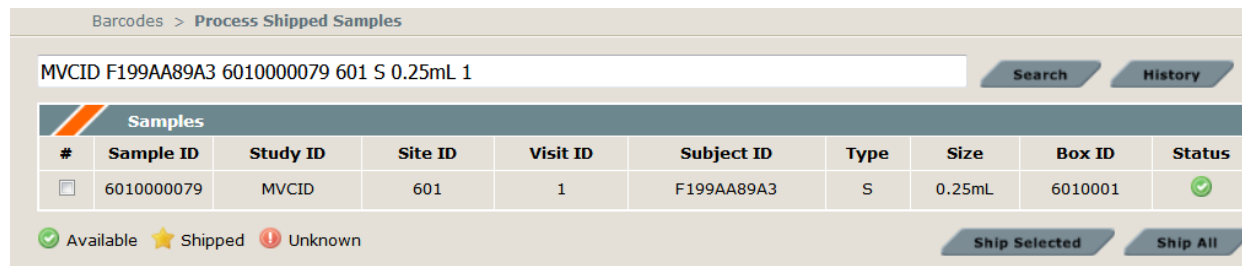 Barcodes > Process Shipped Samples
MVCID F199AA89A3 6010000079 601 S 0.25mL 1
Search
History
Samples
# Sample ID Study ID Site ID Visit ID Subject ID Type Size Box ID Status
6010000079 MVCID 601 1 F199AA89A3 S 0.25mL 6010001
Available Shipped Unknown
Ship Selected
Ship All